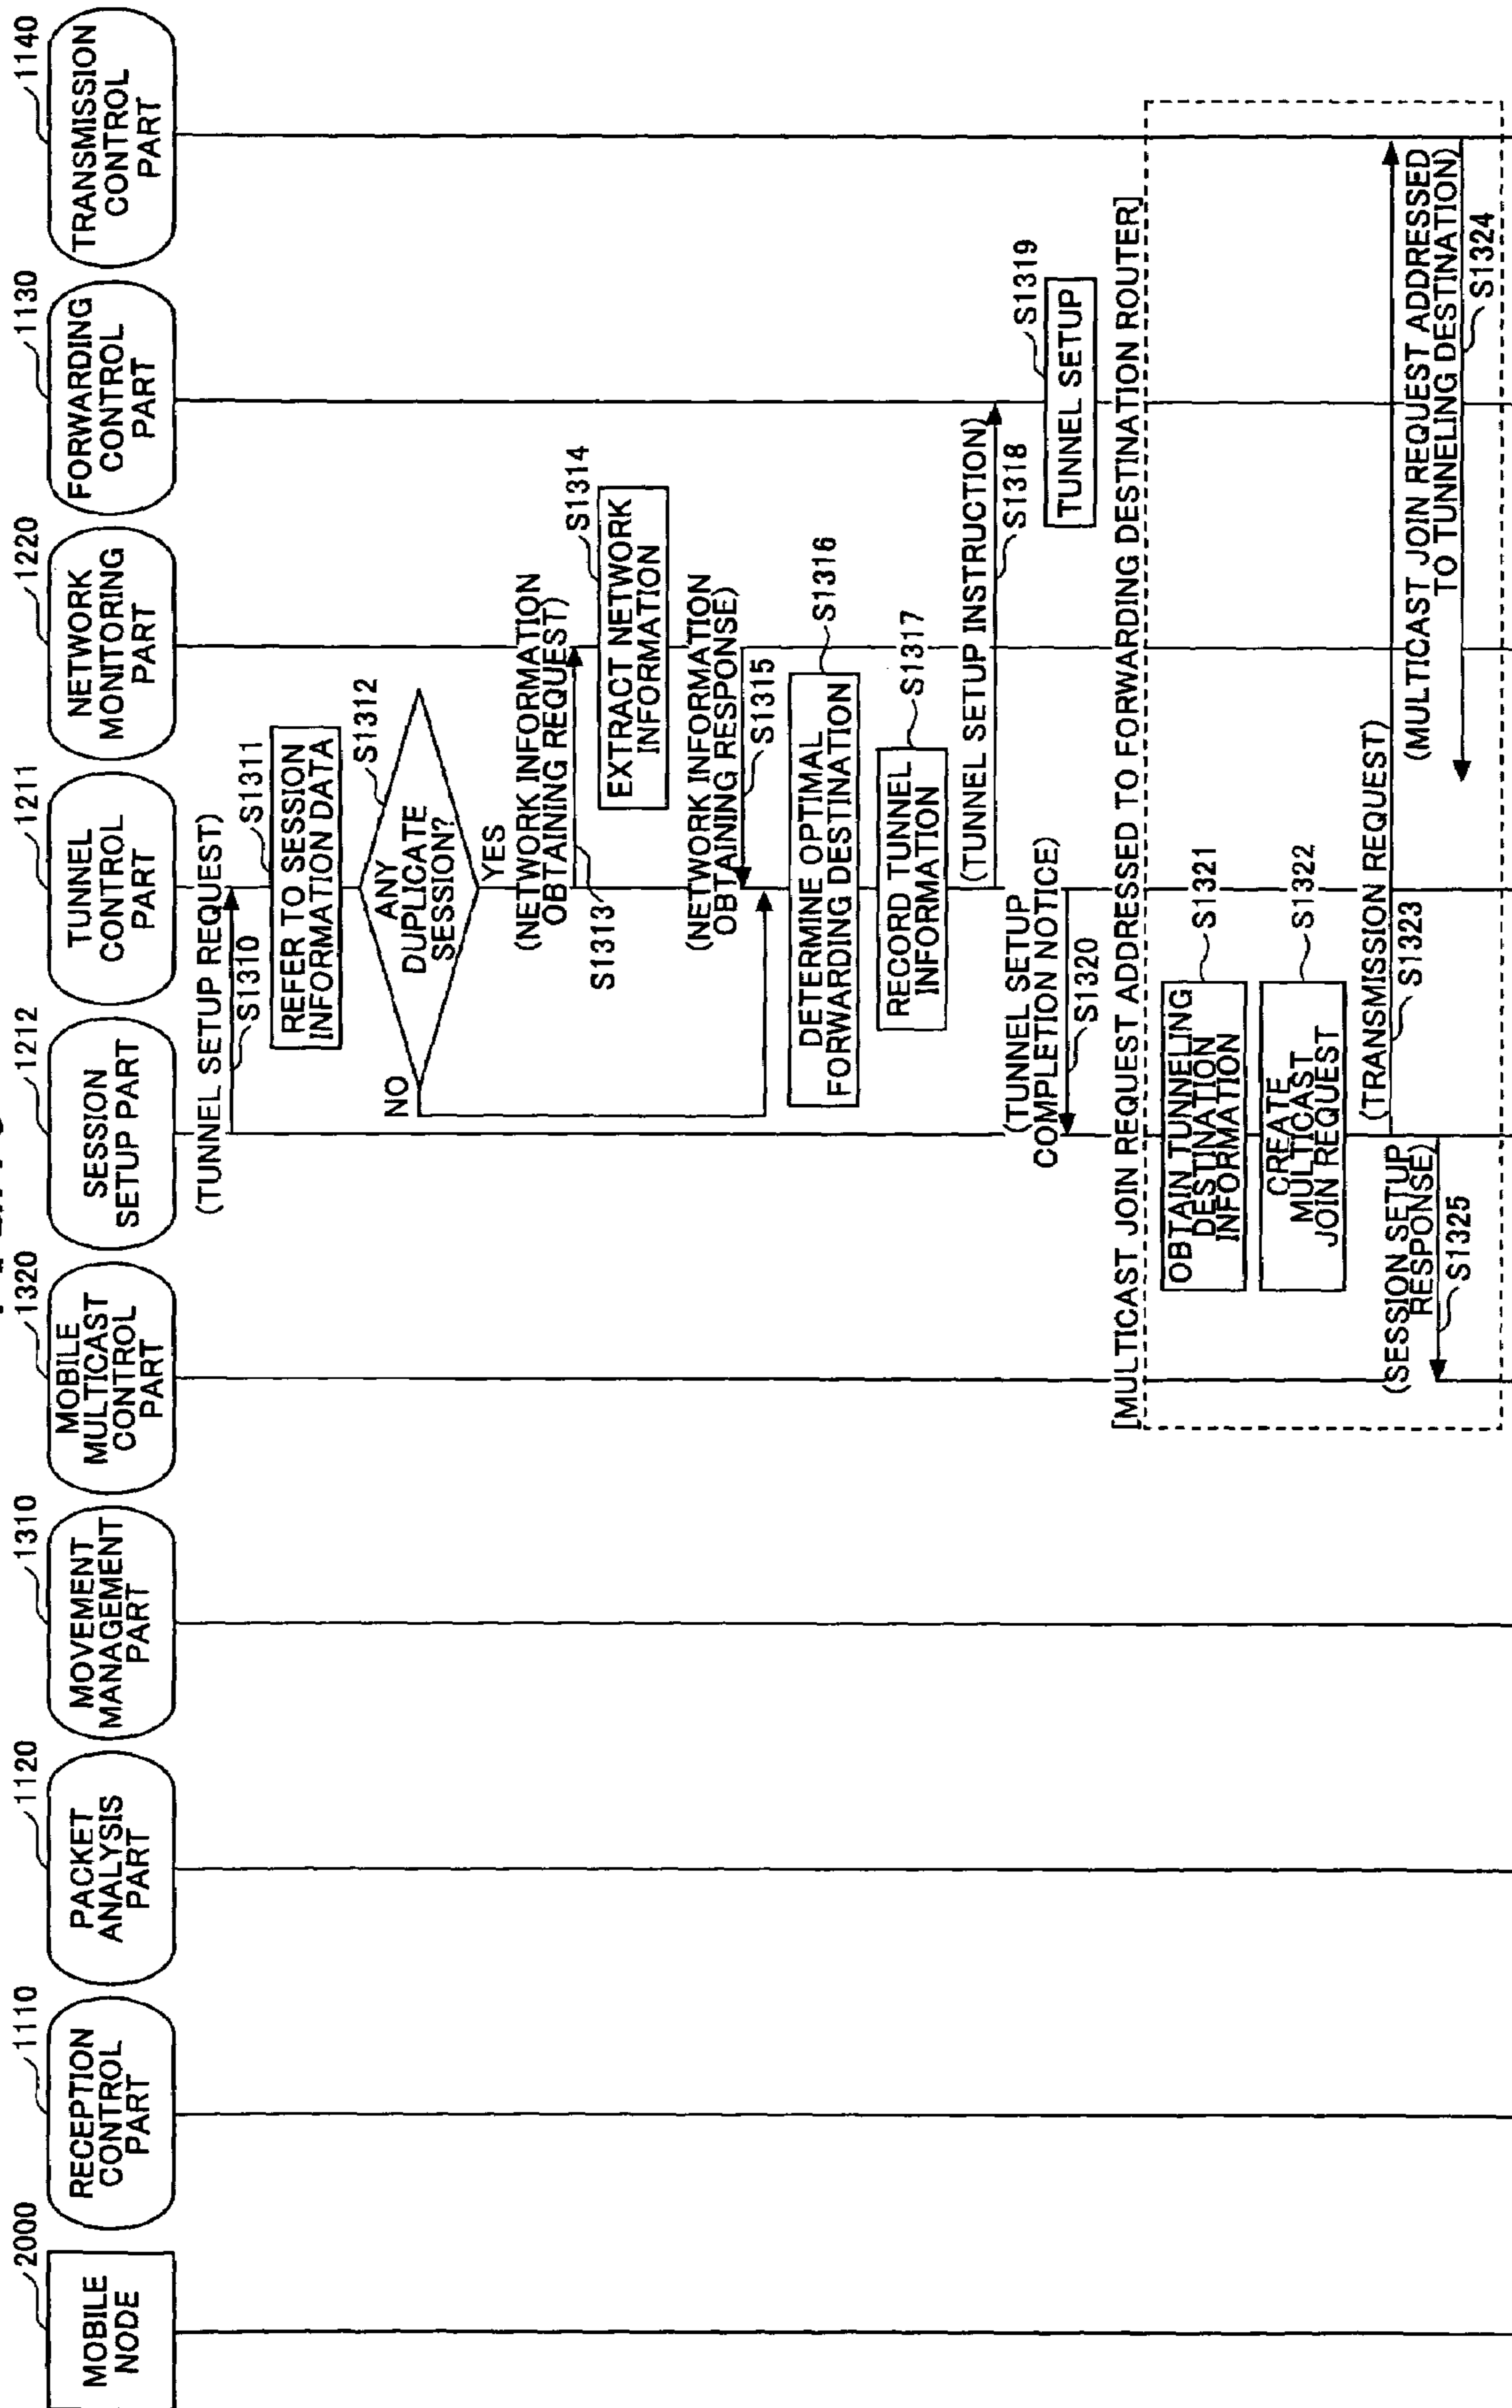 2000
MOBILE
NODE
1110
RECEPTION
CONTROL
PART
1120
PACKET
ANALYSIS
PART
1310
MOVEMENT
MANAGEMENT
PART
1320
MOBILE
MULTICAST
CONTROL
PART
1212
SESSION
SETUP PART
1211
TUNNEL
CONTROL
PART
1220
NETWORK
MONITORING
PART
1130
FORWARDING
CONTROL
PART
1140
TRANSMISSION
CONTROL
PART
(TUNNEL SETUP REQUEST)
S1310
S1311
REFER TO SESSION
INFORMATION DATA
S1312
ANY
DUPLICATE
SESSION?
NO
YES
(NETWORK INFORMATION
OBTAINING REQUEST)
S1313
S1314
EXTRACT NETWORK
INFORMATION
(NETWORK INFORMATION
OBTAINING RESPONSE)
S1315
DETERMINE OPTIMAL
FORWARDING DESTINATION
S1316
RECORD TUNNEL
INFORMATION
S1317
(TUNNEL SETUP INSTRUCTION)
S1318
S1319
TUNNEL SETUP
(TUNNEL SETUP
COMPLETION NOTICE)
S1320
[MULTICAST JOIN REQUEST ADDRESSED TO FORWARDING DESTINATION ROUTER]
OBTAIN TUNNELING
DESTINATION
INFORMATION
S1321
CREATE
MULTICAST
JOIN REQUEST
S1322
(TRANSMISSION REQUEST)
S1323
(MULTICAST JOIN REQUEST ADDRESSED
TO TUNNELING DESTINATION)
S1324
(SESSION SETUP
RESPONSE)
S1325